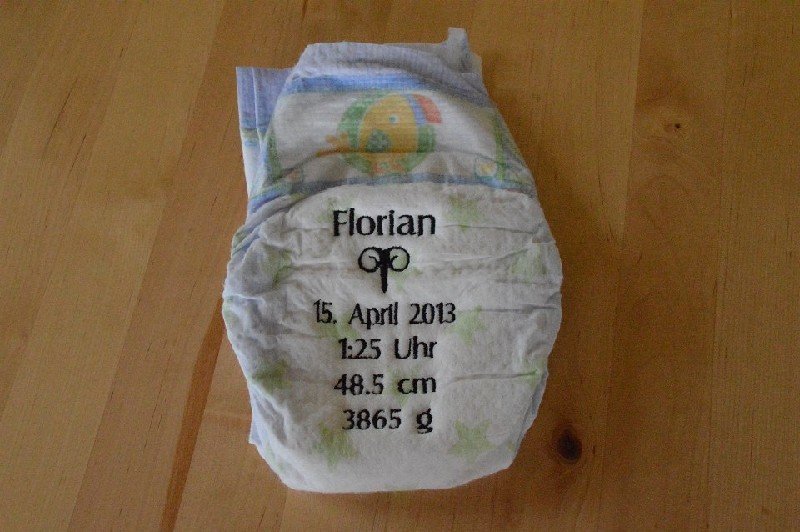 Florian
15. April 2013
1:25 Uhr
48.5 cm
3865 g